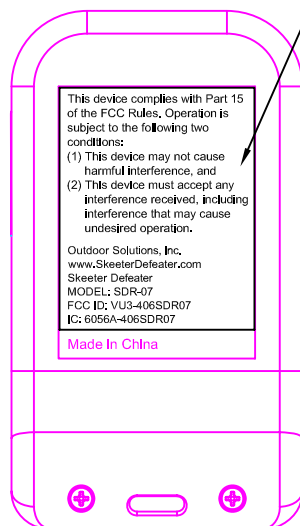 This device complies with Part 15
of the FCC Rules. Operation is
subject to the following two
conditions:
(1) This device may not cause
harmful interference, and
(2) This device must accept any
interference received, including
interference that may cause
undesired operation.
Outdoor Solutions, Inc.
www.SkeeterDefeater.com
Skeeter Defeater
MODEL: SDR-07
FCC ID: VU3-406SDR07
IC: 6056A-406SDR07
Made In China